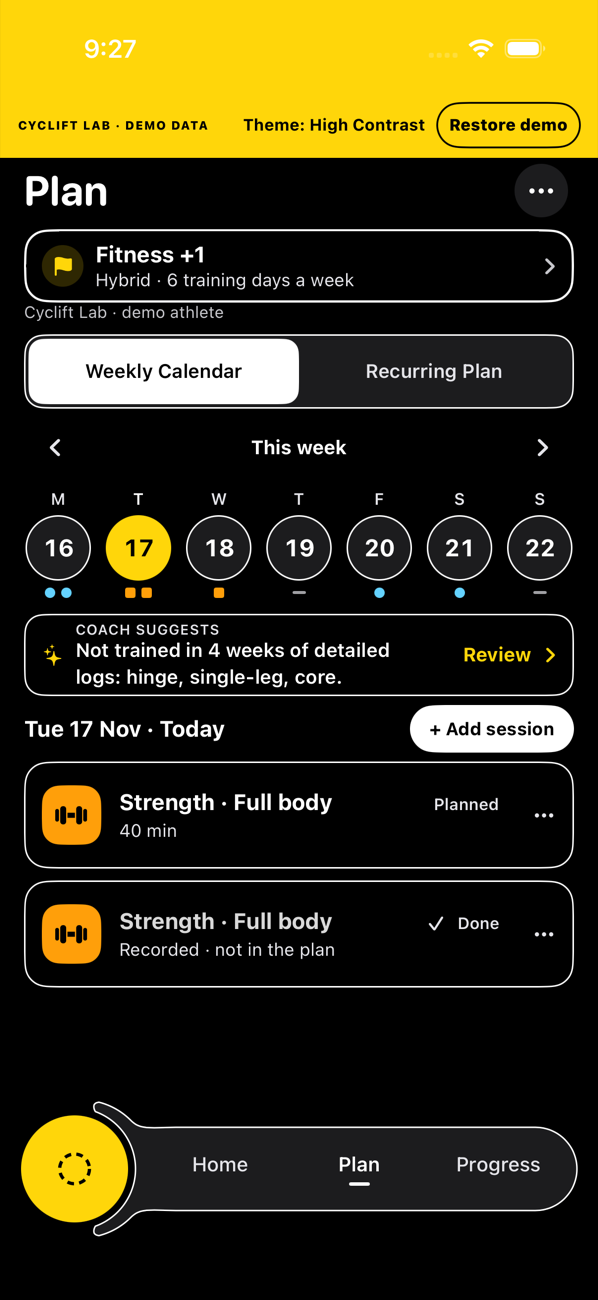 9:27
CYCLIFT LAB · DEMO DATA
Theme: High Contrast
Restore demo
Plan
Fitness +1
Hybrid · 6 training days a week
Cyclift Lab · demo athlete
Weekly Calendar
Recurring Plan
This week
M T W T F S S
16 17 18 19 20 21 22
COACH SUGGESTS
Not trained in 4 weeks of detailed
logs: hinge, single-leg, core.
Review
Tue 17 Nov · Today
+ Add session
Strength · Full body
Planned
40 min
Strength · Full body
Done
Recorded · not in the plan
Home
Plan
Progress